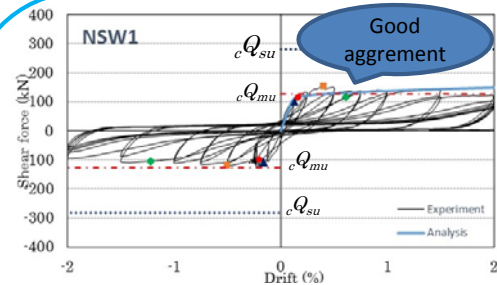 NSW1
Good
aggrement
Shear force (kN)
400
300
200
100
0
-100
-200
-300
-400
cQsu
cQmu
cQmu
cQsu
Experiment
Analysis
-2
-1
0
1
2
Drift (%)